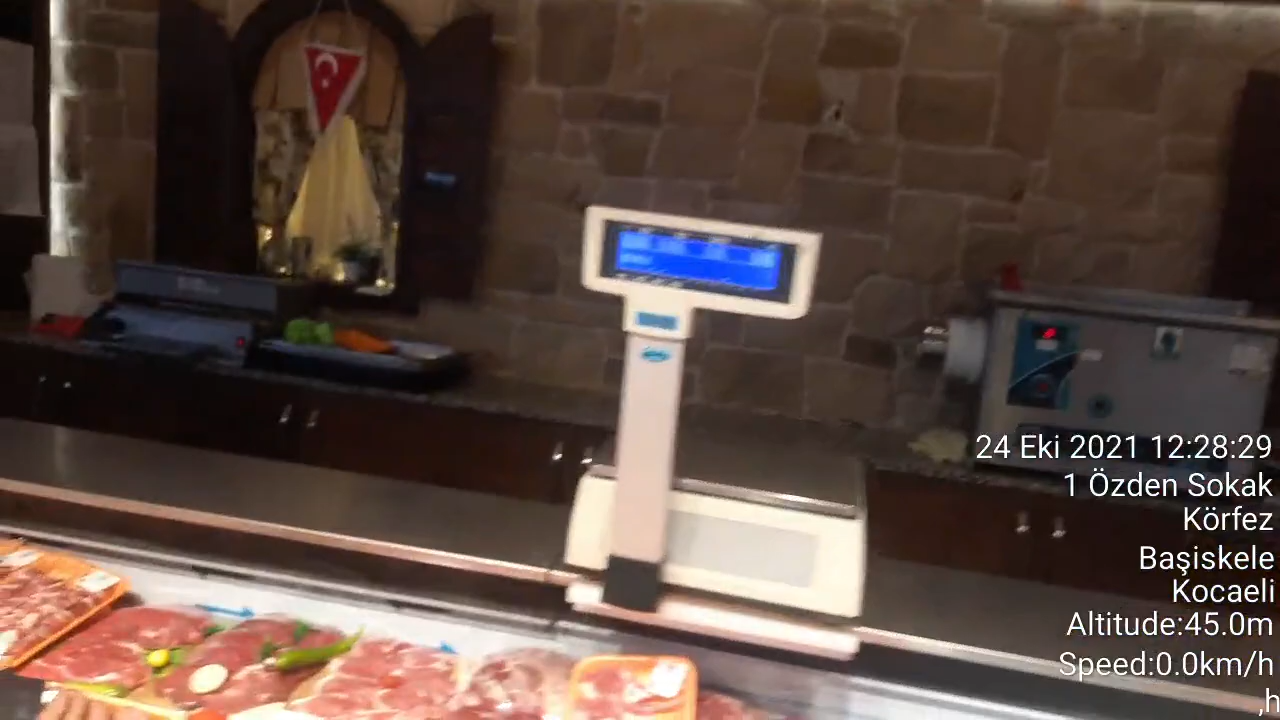 24 Eki 2021 12:28:29
1 Özden Sokak
Körfez
Başiskele
Kocaeli
Altitude:45.0m
Speed:0.0km/h
,h